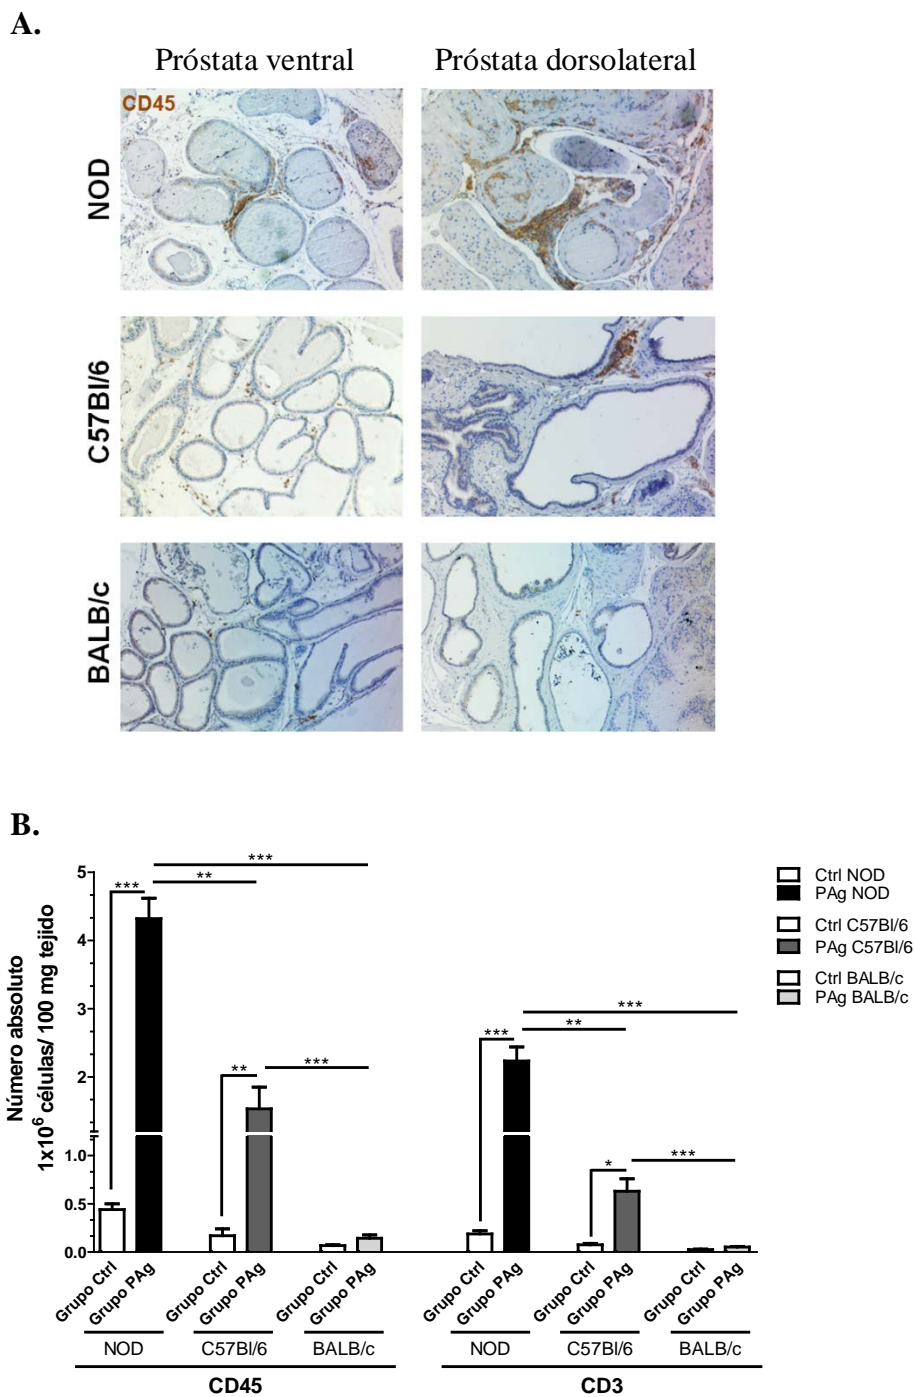 A.
Próstata ventral
Próstata dorsolateral
CD45
NOD
C57Bl/6
BALB/c
B.
Número absoluto
1x10⁶ células/ 100 mg tejido
5
4
3
2
1.0
0.5
0.0
***
**
***
**
***
***
**
***
*
***
Ctrl NOD
PAg NOD
Ctrl C57Bl/6
PAg C57Bl/6
Ctrl BALB/c
PAg BALB/c
Grupo Ctrl
Grupo PAg
Grupo Ctrl
Grupo PAg
Grupo Ctrl
Grupo PAg
Grupo Ctrl
Grupo PAg
Grupo Ctrl
Grupo PAg
Grupo Ctrl
Grupo PAg
NOD
C57Bl/6
BALB/c
NOD
C57Bl/6
BALB/c
CD45
CD3